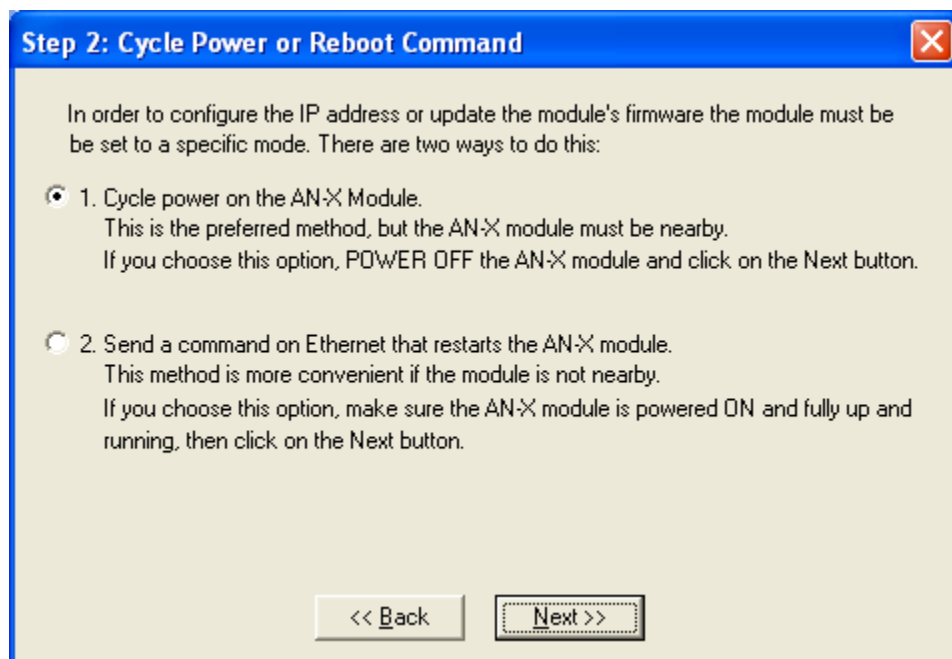 Step 2: Cycle Power or Reboot Command
In order to configure the IP address or update the module's firmware the module must be
be set to a specific mode. There are two ways to do this:
1. Cycle power on the AN-X Module.
This is the preferred method, but the AN-X module must be nearby.
If you choose this option, POWER OFF the AN-X module and click on the Next button.
2. Send a command on Ethernet that restarts the AN-X module.
This method is more convenient if the module is not nearby.
If you choose this option, make sure the AN-X module is powered ON and fully up and
running, then click on the Next button.
<< Back
Next >>